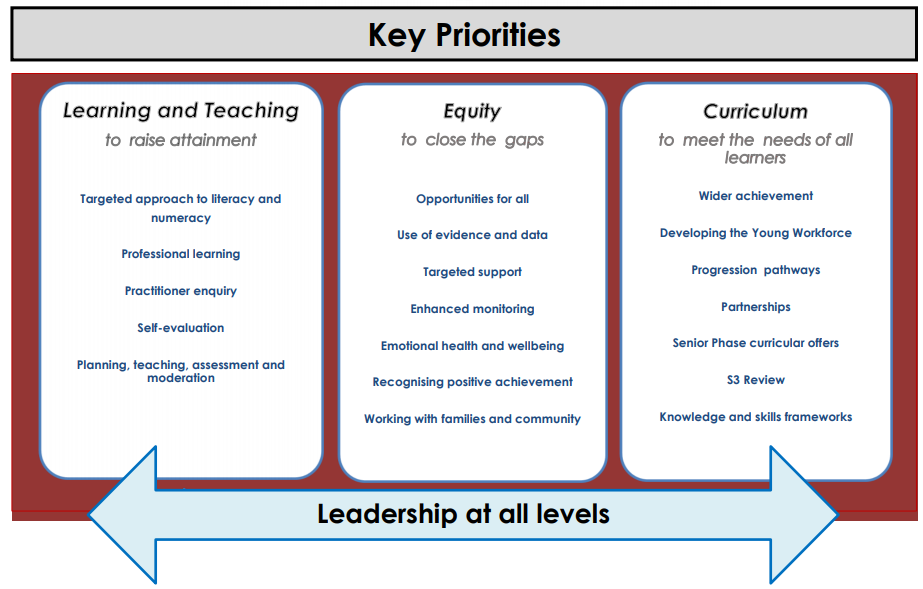 Key Priorities
Learning and Teaching
to raise attainment
Targeted approach to literacy and
numeracy
Professional learning
Practitioner enquiry
Self-evaluation
Planning, teaching, assessment and
moderation
Equity
to close the gaps
Opportunities for all
Use of evidence and data
Targeted support
Enhanced monitoring
Emotional health and wellbeing
Recognising positive achievement
Working with families and community
Curriculum
to meet the needs of all
learners
Wider achievement
Developing the Young Workforce
Progression pathways
Partnerships
Senior Phase curricular offers
S3 Review
Knowledge and skills frameworks
Leadership at all levels